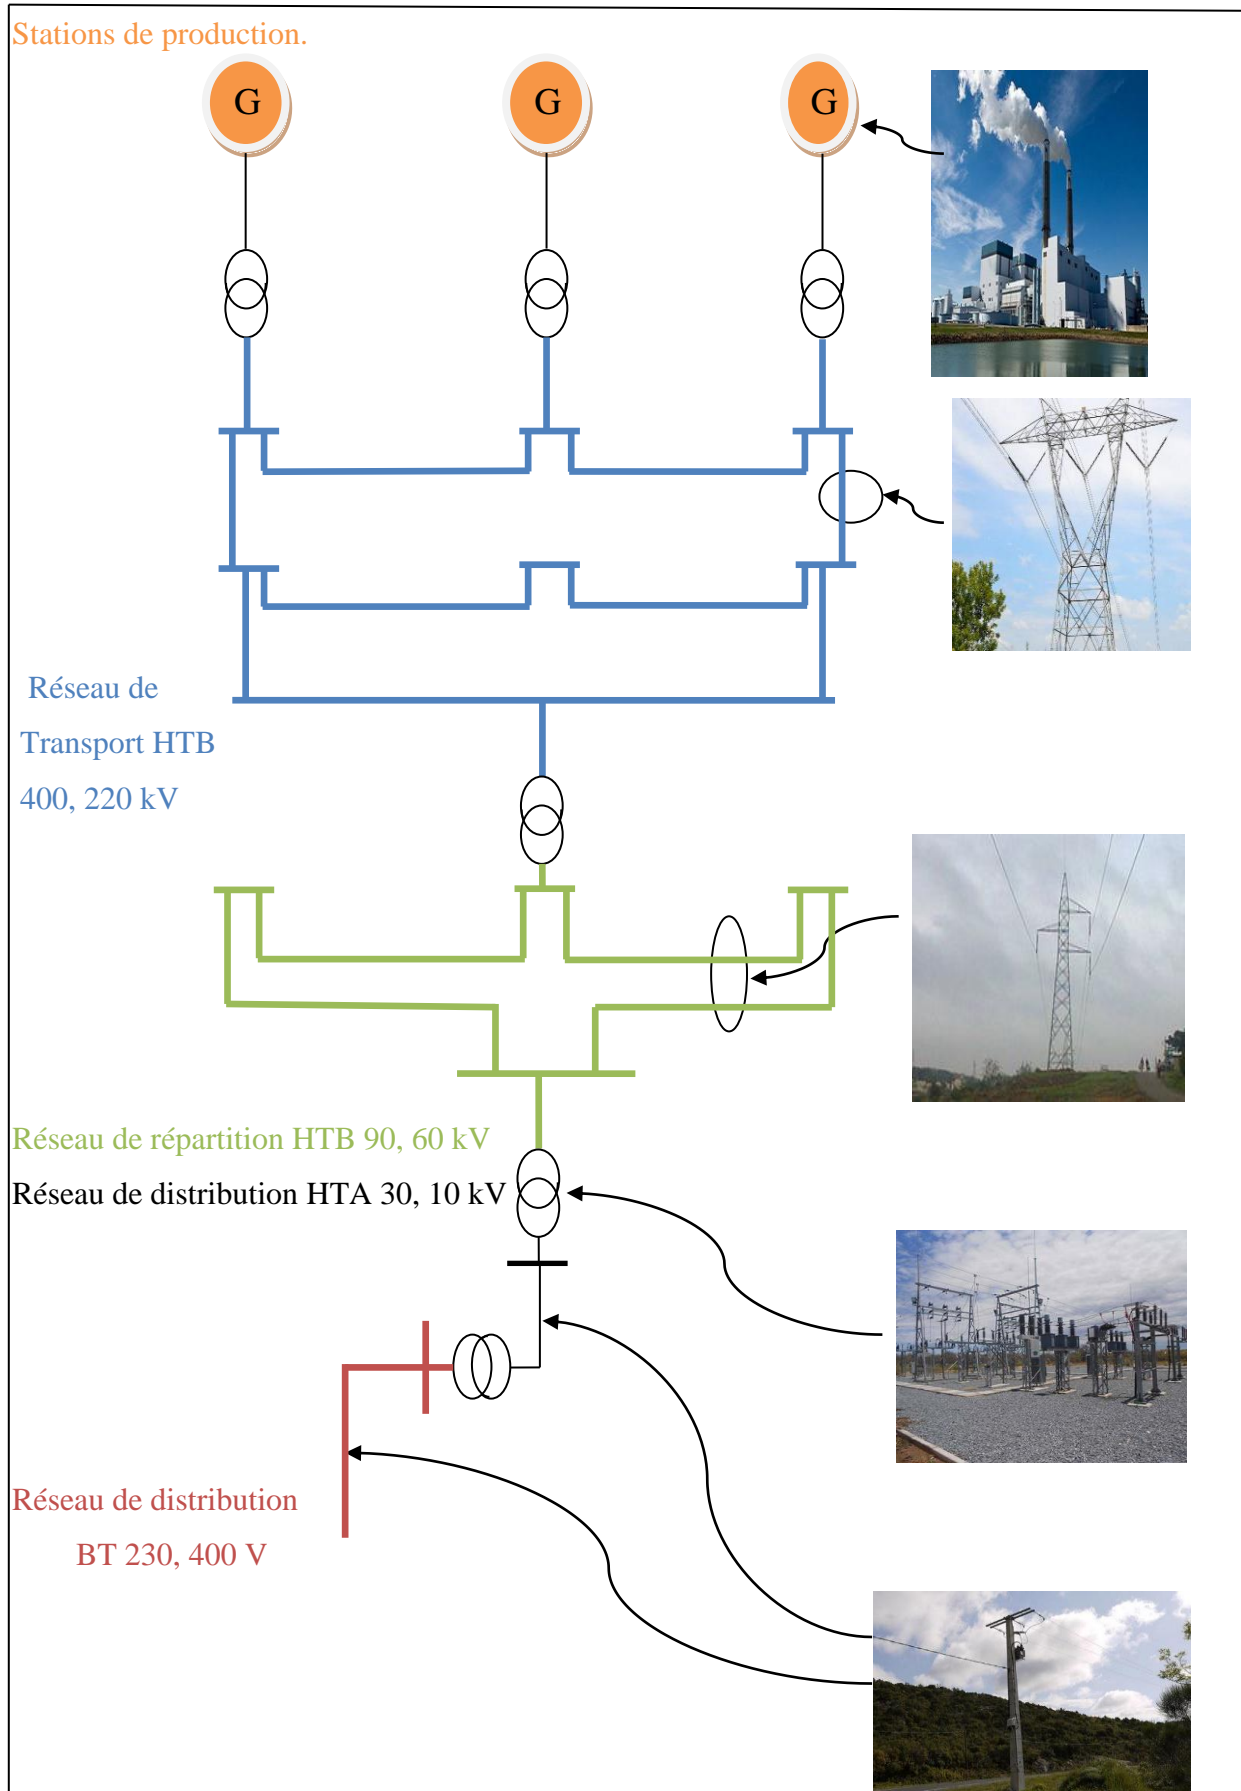 Stations de production.
G G G
Réseau de
Transport HTB
400, 220 kV
Réseau de répartition HTB 90, 60 kV
Réseau de distribution HTA 30, 10 kV
Réseau de distribution
BT 230, 400 V